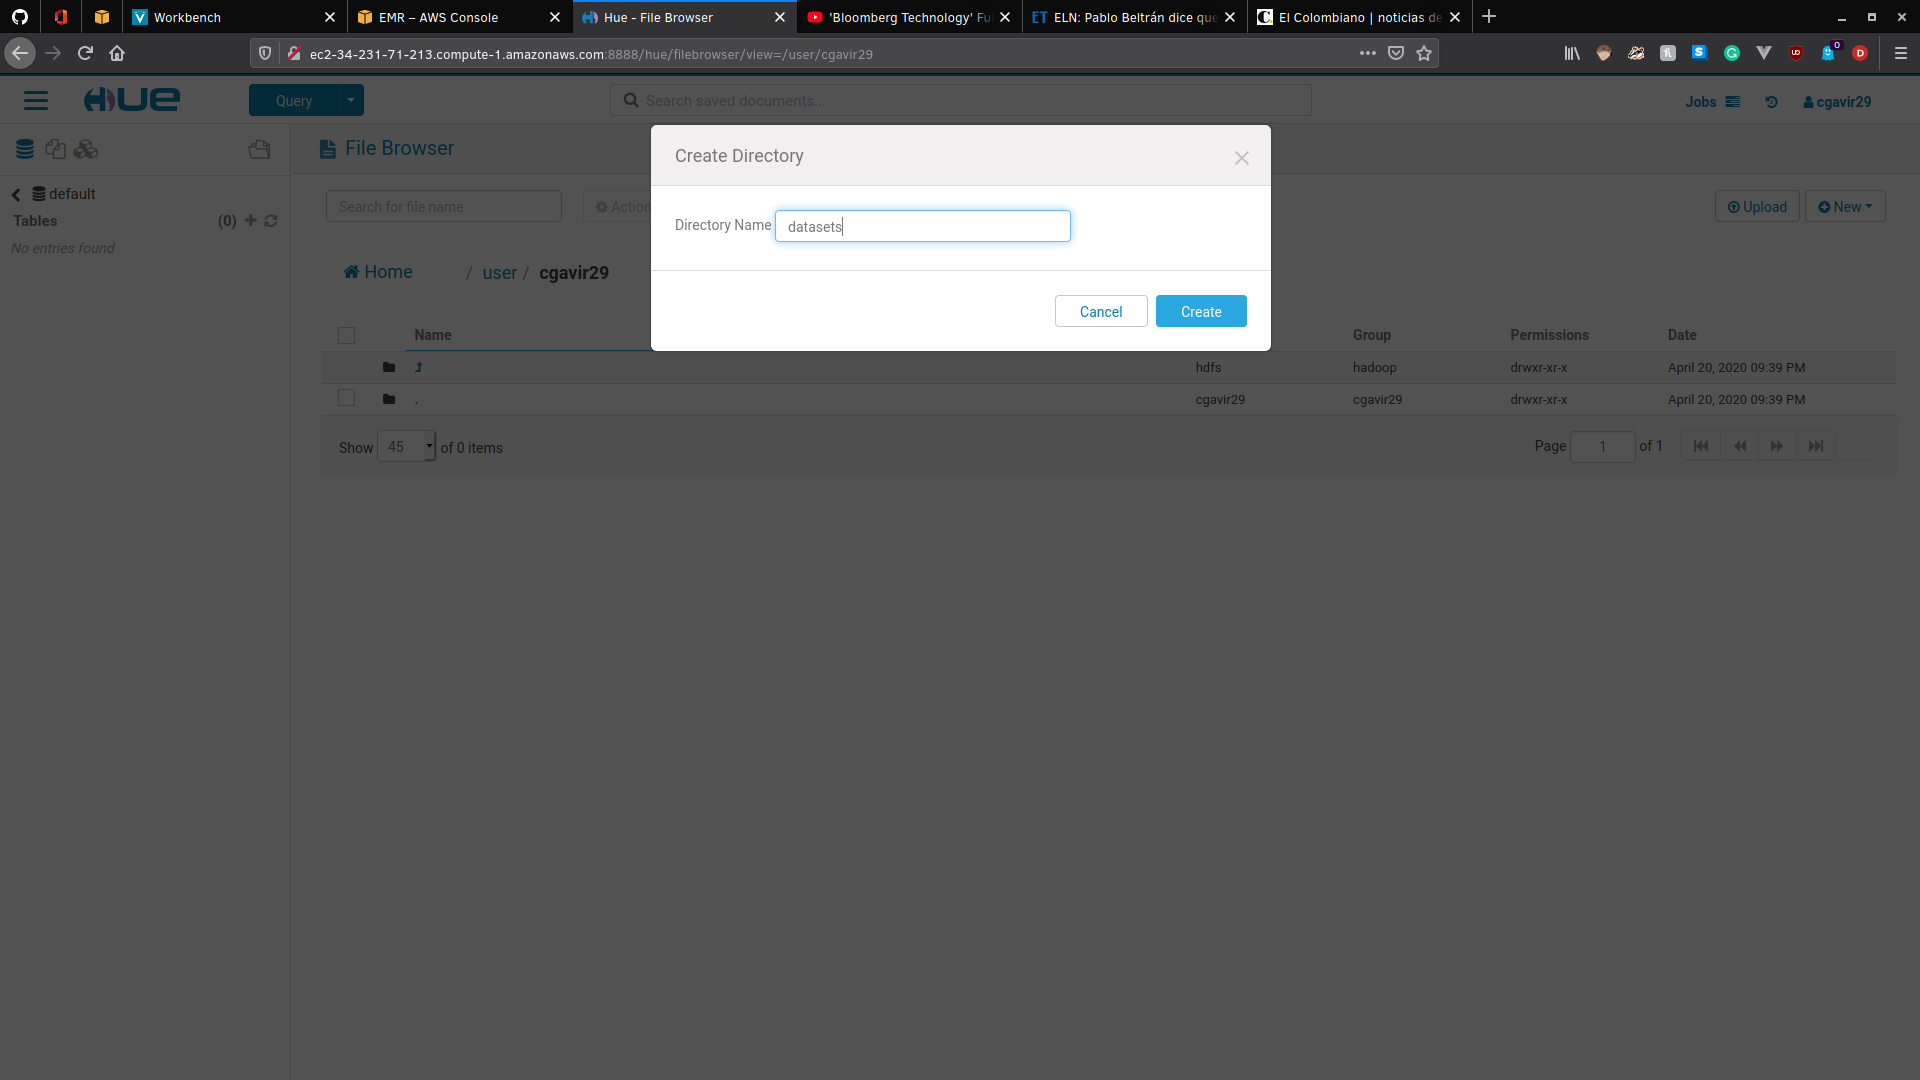 Workbench
EMR – AWS Console
Hue - File Browser
'Bloomberg Technology' Fu
ET ELN: Pablo Beltrán dice que
El Colombiano | noticias de
ec2-34-231-71-213.compute-1.amazonaws.com:8888/hue/filebrowser/view=/user/cgavir29
0
HUE
Query
Search saved documents...
Jobs
cgavir29
File Browser
Create Directory
default
Tables
(0)
No entries found
Search for file name
Action
Directory Name
datasets
Upload
New
Home / user / cgavir29
Cancel
Create
Name
Group
Permissions
Date
hdfs
hadoop
drwxr-xr-x
April 20, 2020 09:39 PM
.
cgavir29
cgavir29
drwxr-xr-x
April 20, 2020 09:39 PM
Show 45 of 0 items
Page 1 of 1